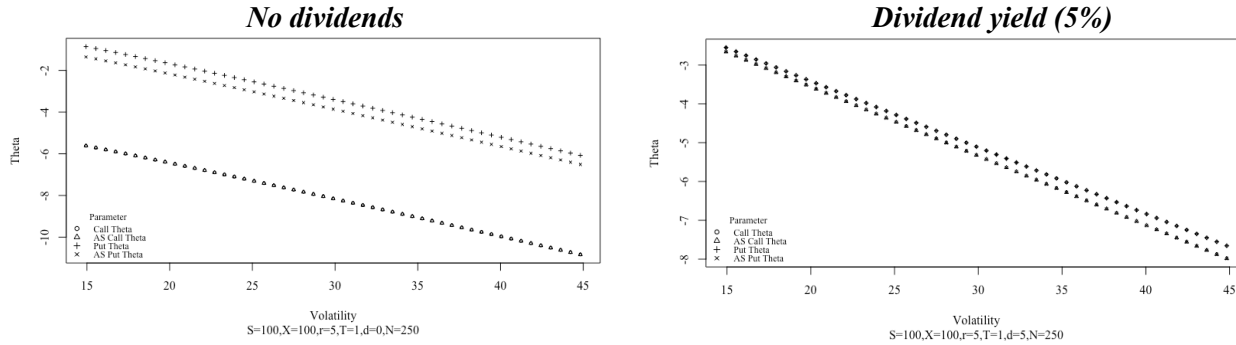 No dividends
-2
-4
-6
-8
-10
Theta
Parameter
Call Theta
AS Call Theta
Put Theta
AS Put Theta
15 20 25 30 35 40 45
Volatility
S=100,X=100,r=5,T=1,d=0,N=250
Dividend yield (5%)
-3
-4
-5
-6
-7
-8
Theta
Parameter
Call Theta
AS Call Theta
Put Theta
AS Put Theta
15 20 25 30 35 40 45
Volatility
S=100,X=100,r=5,T=1,d=5,N=250